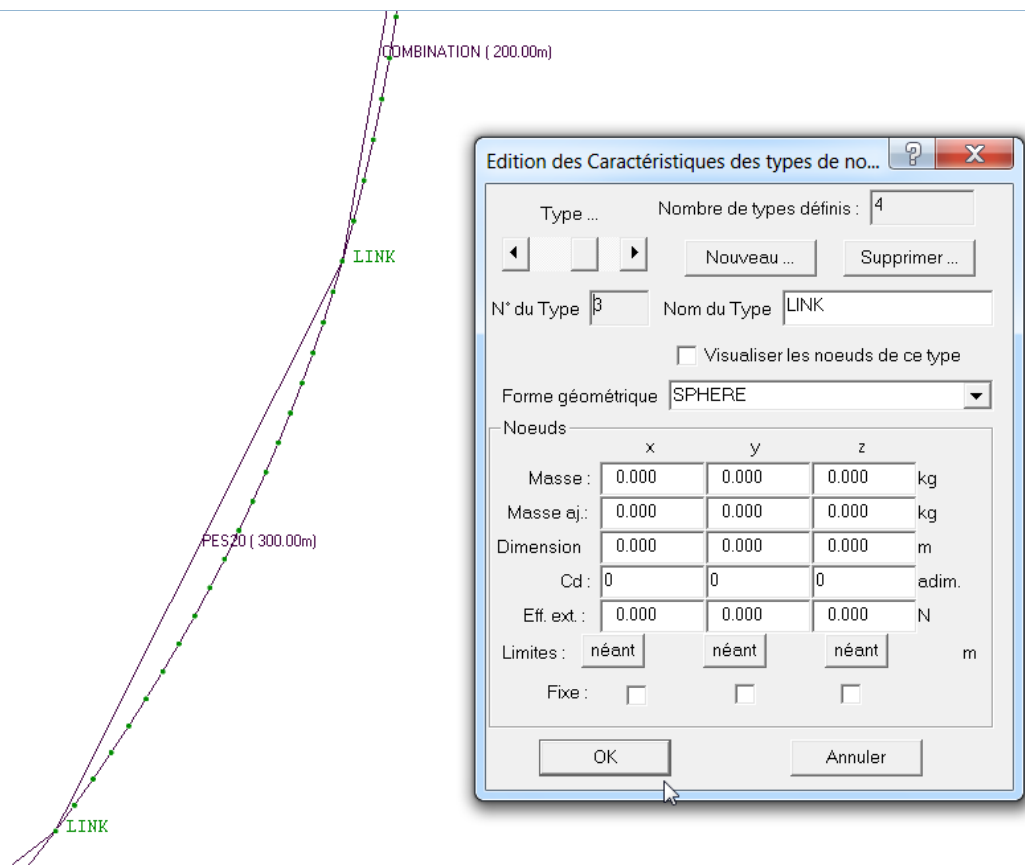 COMBINATION ( 200.00m)
LINK
PES20 ( 300.00m)
LINK
Edition des Caractéristiques des types de no...
Type ...
Nombre de types définis : 4
Nouveau ...
Supprimer ...
N° du Type 3
Nom du Type LINK
Visualiser les noeuds de ce type
Forme géométrique SPHERE
Noeuds
x y z
Masse : 0.000 0.000 0.000 kg
Masse aj.: 0.000 0.000 0.000 kg
Dimension 0.000 0.000 0.000 m
Cd : 0 0 0 adim.
Eff. ext. : 0.000 0.000 0.000 N
Limites : néant néant néant m
Fixe :
OK
Annuler